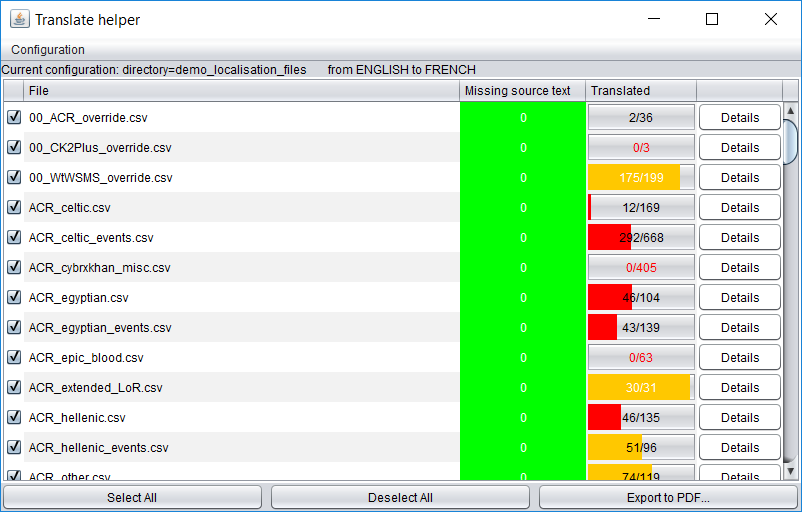 Translate helper
Configuration
Current configuration: directory=demo_localisation_files from ENGLISH to FRENCH
File Missing source text Translated
00_ACR_override.csv 0 2/36 Details
00_CK2Plus_override.csv 0 0/3 Details
00_WtWSMS_override.csv 0 175/199 Details
ACR_celtic.csv 0 12/169 Details
ACR_celtic_events.csv 0 292/668 Details
ACR_cybrxkhan_misc.csv 0 0/405 Details
ACR_egyptian.csv 0 46/104 Details
ACR_egyptian_events.csv 0 43/139 Details
ACR_epic_blood.csv 0 0/63 Details
ACR_extended_LoR.csv 0 30/31 Details
ACR_hellenic.csv 0 46/135 Details
ACR_hellenic_events.csv 0 51/96 Details
ACR_other.csv 0 74/119 Details
Select All Deselect All Export to PDF...